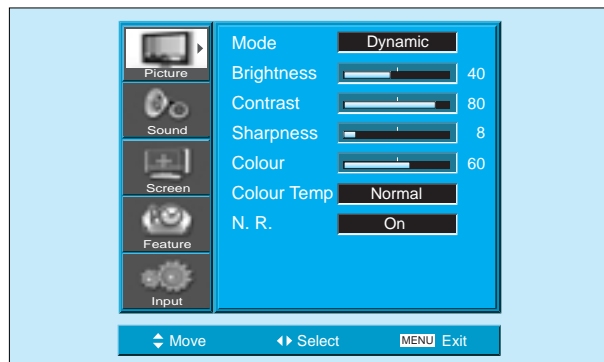 Picture
Sound
Screen
Feature
Input
Mode Dynamic
Brightness 40
Contrast 80
Sharpness 8
Colour 60
Colour Temp Normal
N. R. On
Move Select MENU Exit